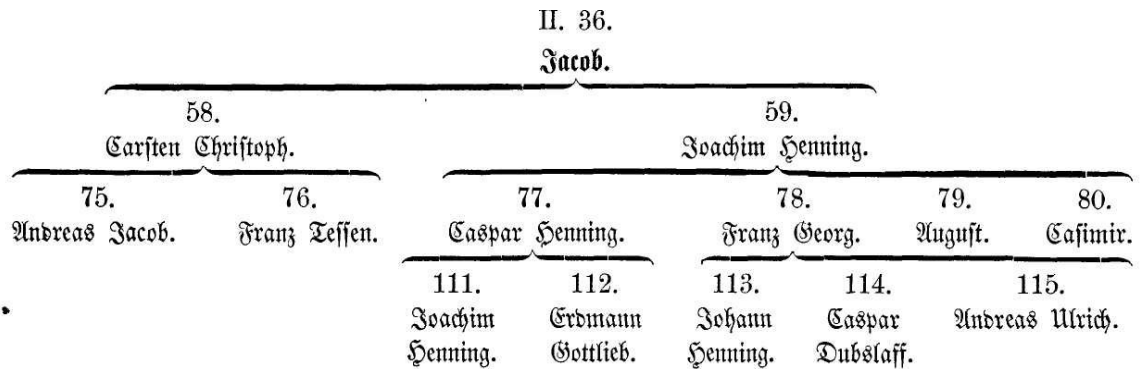 II. 36.
Jacob.
58. 59.
Carſten Chriſtoph. Joachim Henning.
75. 76. 77. 78. 79. 80.
Andreas Jacob. Franz Teſſen. Caspar Henning. Franz Georg. Auguſt. Caſimir.
111. 112. 113. 114. 115.
Joachim Erdmann Johann Caspar Andreas Ulrich.
Henning. Gottlieb. Henning. Dubslaff.